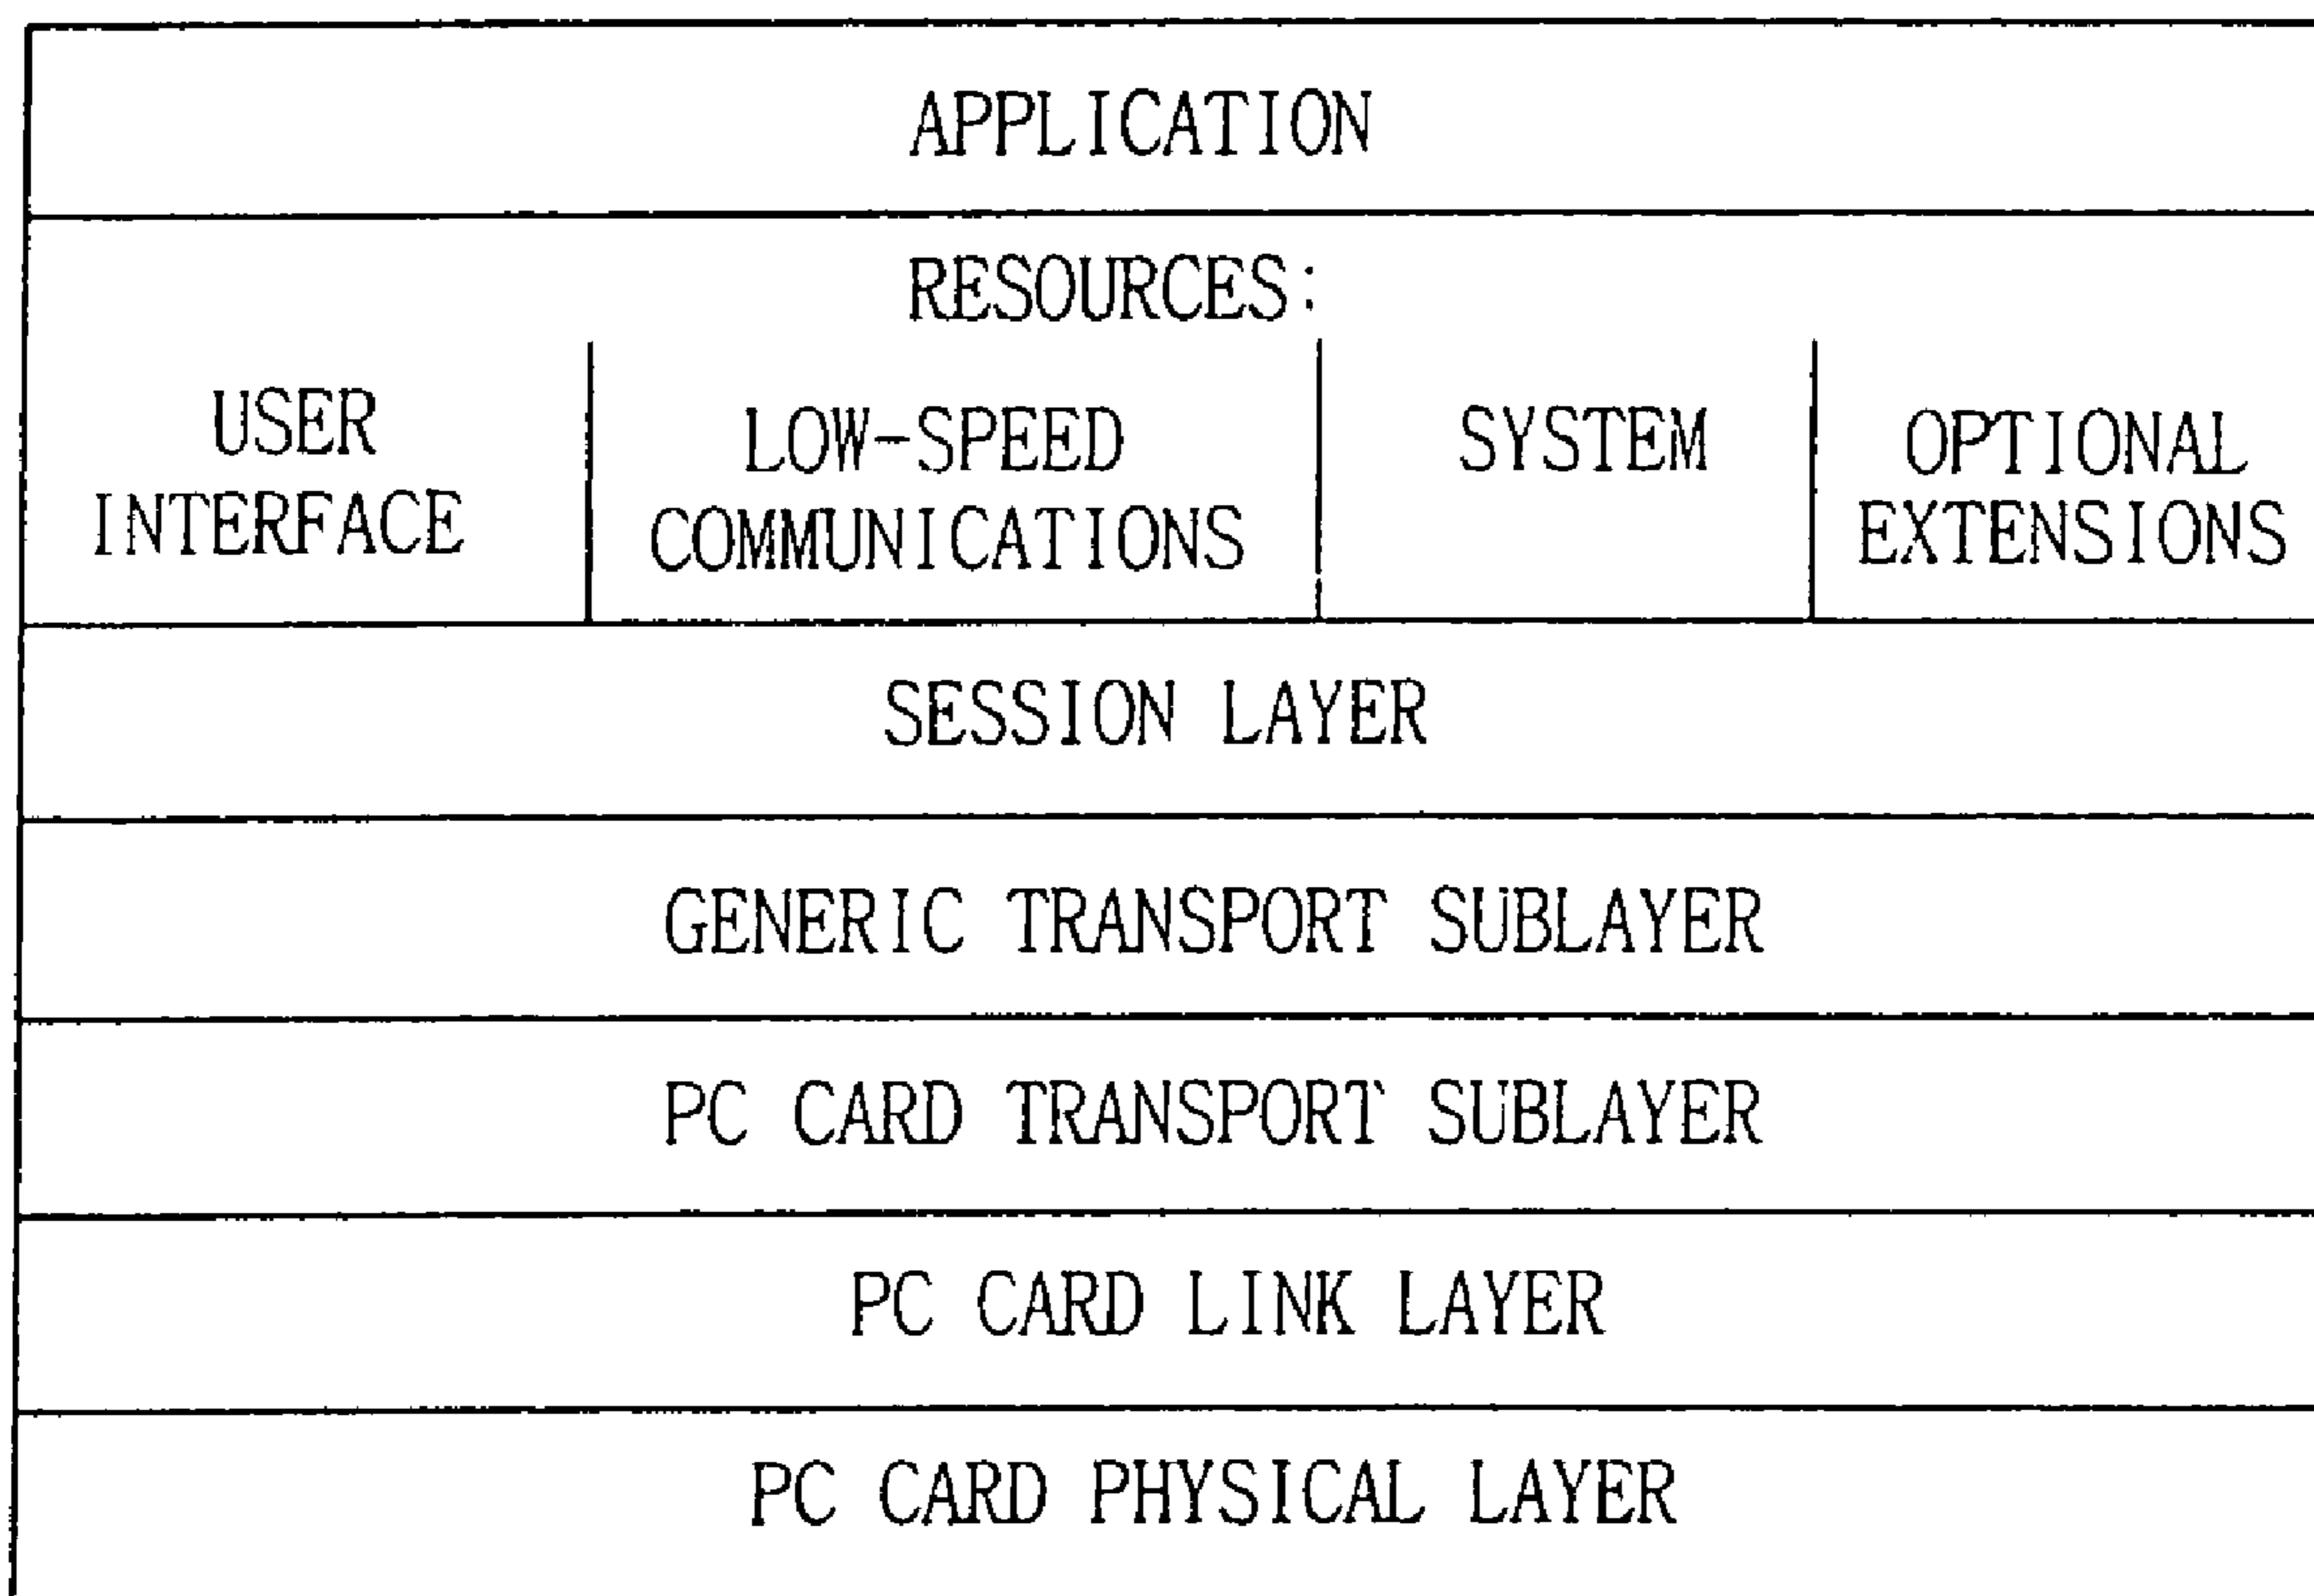 APPLICATION
RESOURCES:
USER
INTERFACE
LOW-SPEED
COMMUNICATIONS
SYSTEM
OPTIONAL
EXTENSIONS
SESSION LAYER
GENERIC TRANSPORT SUBLAYER
PC CARD TRANSPORT SUBLAYER
PC CARD LINK LAYER
PC CARD PHYSICAL LAYER